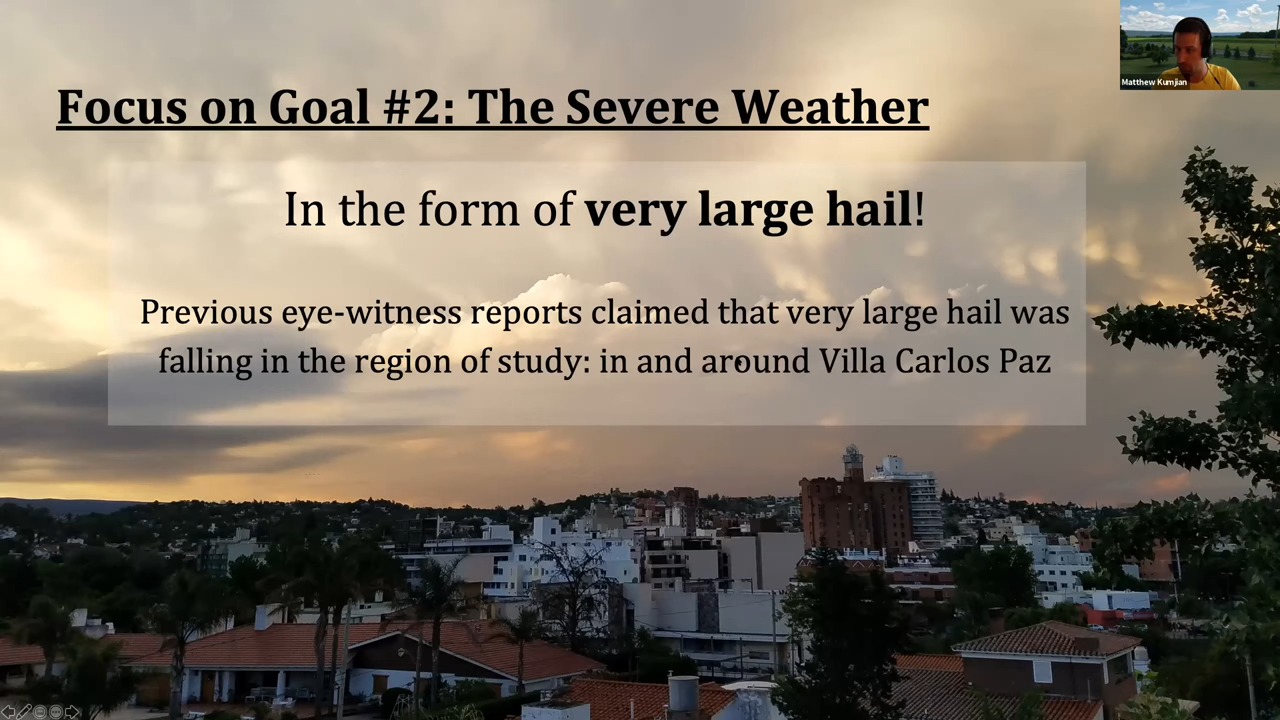 Matthew Kumjian
Focus on Goal #2: The Severe Weather
In the form of very large hail!
Previous eye-witness reports claimed that very large hail was
falling in the region of study: in and around Villa Carlos Paz